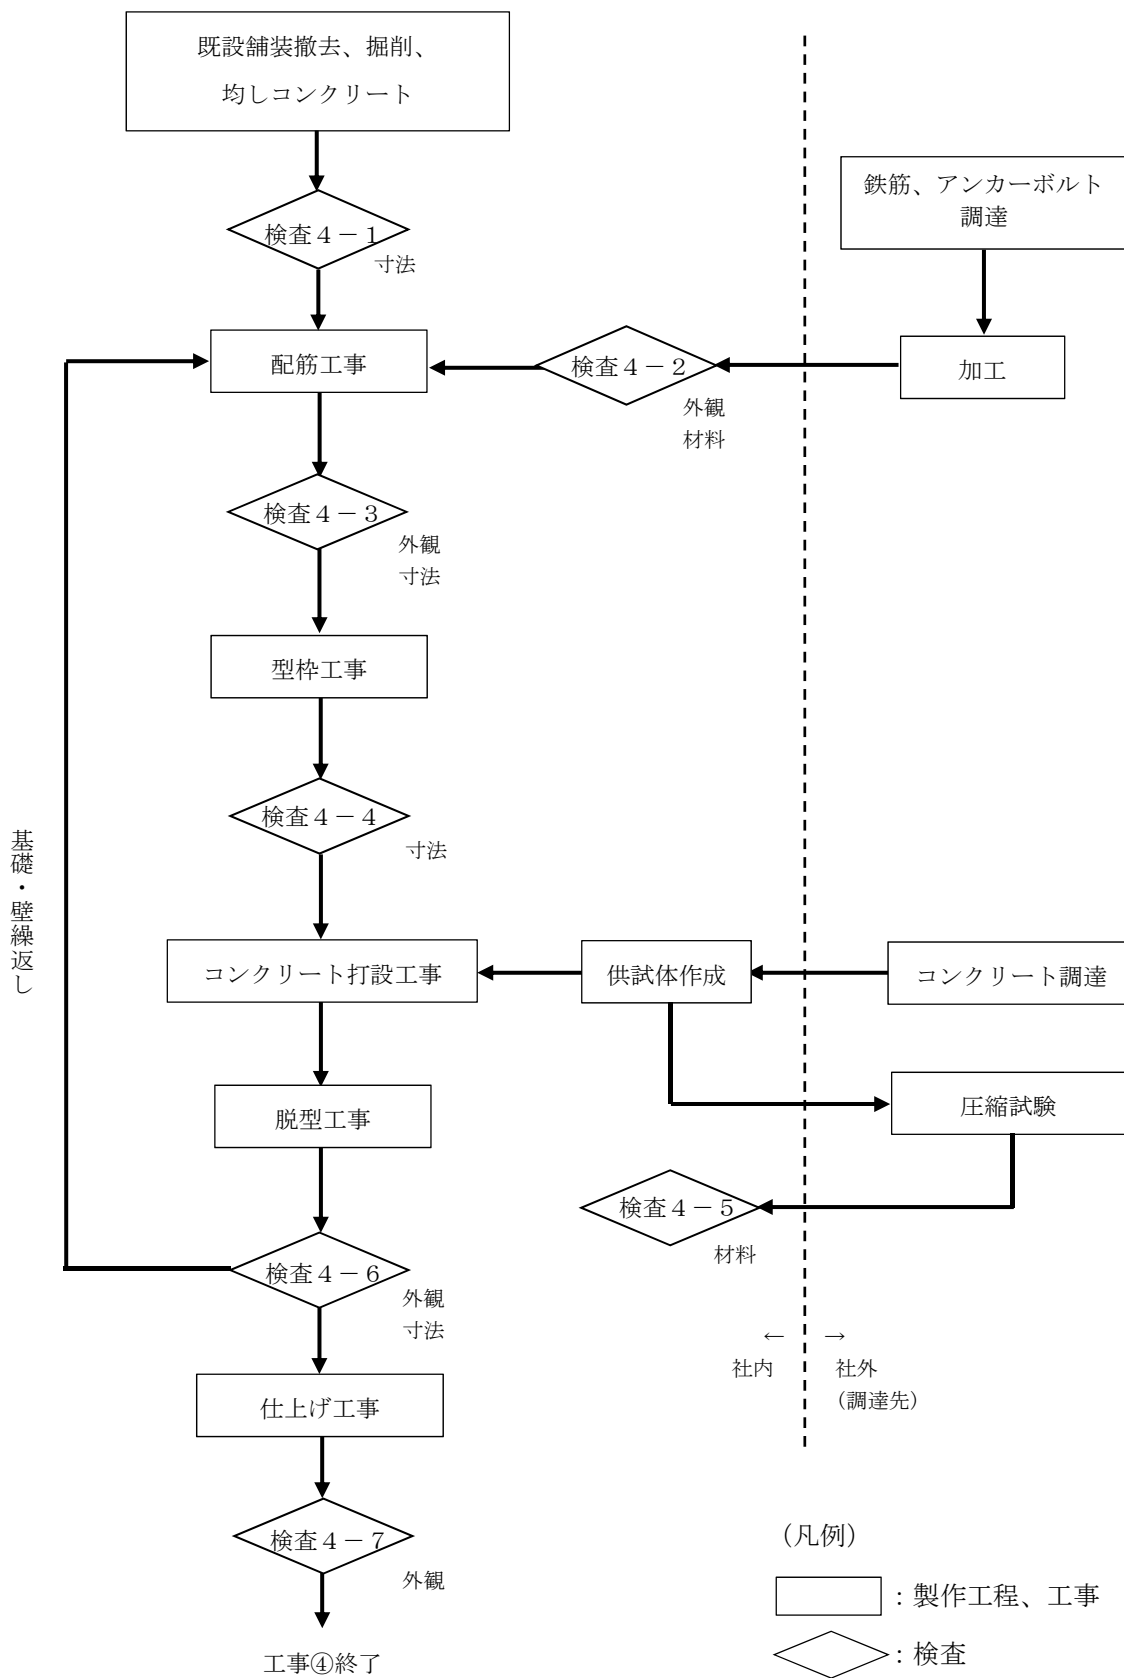 既設舗装撤去、掘削、
均しコンクリート
検査４－１
寸法
鉄筋、アンカーボルト
調達
配筋工事
検査４－２
外観
材料
加工
検査４－３
外観
寸法
型枠工事
検査４－４
寸法
基礎・壁繰返し
コンクリート打設工事
供試体作成
コンクリート調達
脱型工事
圧縮試験
検査４－５
材料
検査４－６
外観
寸法
← →
社内 社外
（調達先）
仕上げ工事
検査４－７
外観
工事④終了
（凡例）
：製作工程、工事
：検査